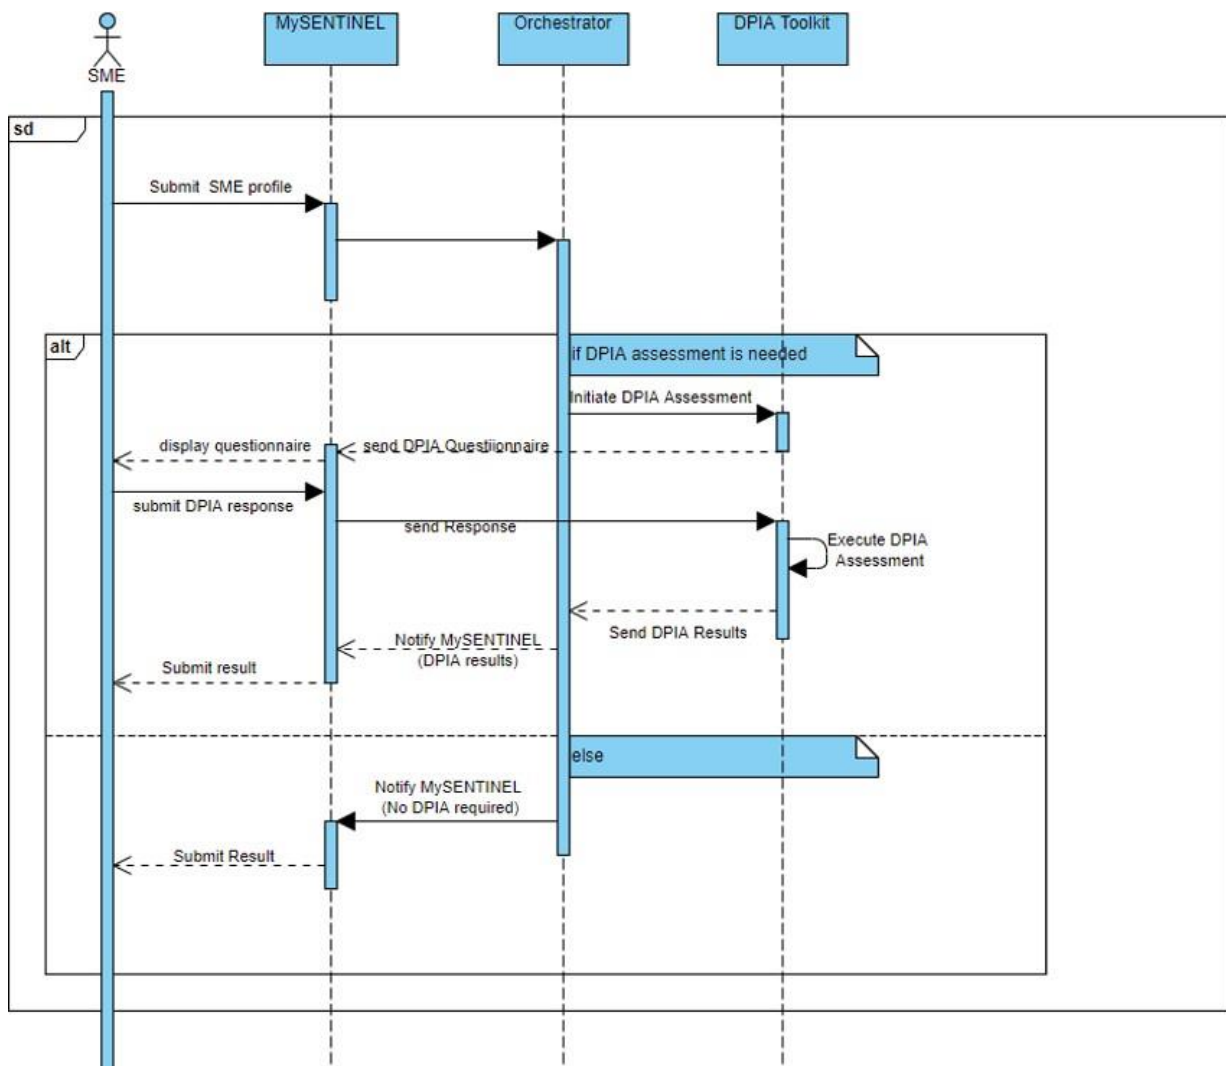 MySENTINEL
Orchestrator
DPIA Toolkit
SME
sd
Submit SME profile
alt
if DPIA assessment is needed
Initiate DPIA Assessment
display questionnaire
send DPIA Questiionnaire
submit DPIA response
send Response
Execute DPIA
Assessment
Send DPIA Results
Notify MySENTINEL
(DPIA results)
Submit result
else
Notify MySENTINEL
(No DPIA required)
Submit Result